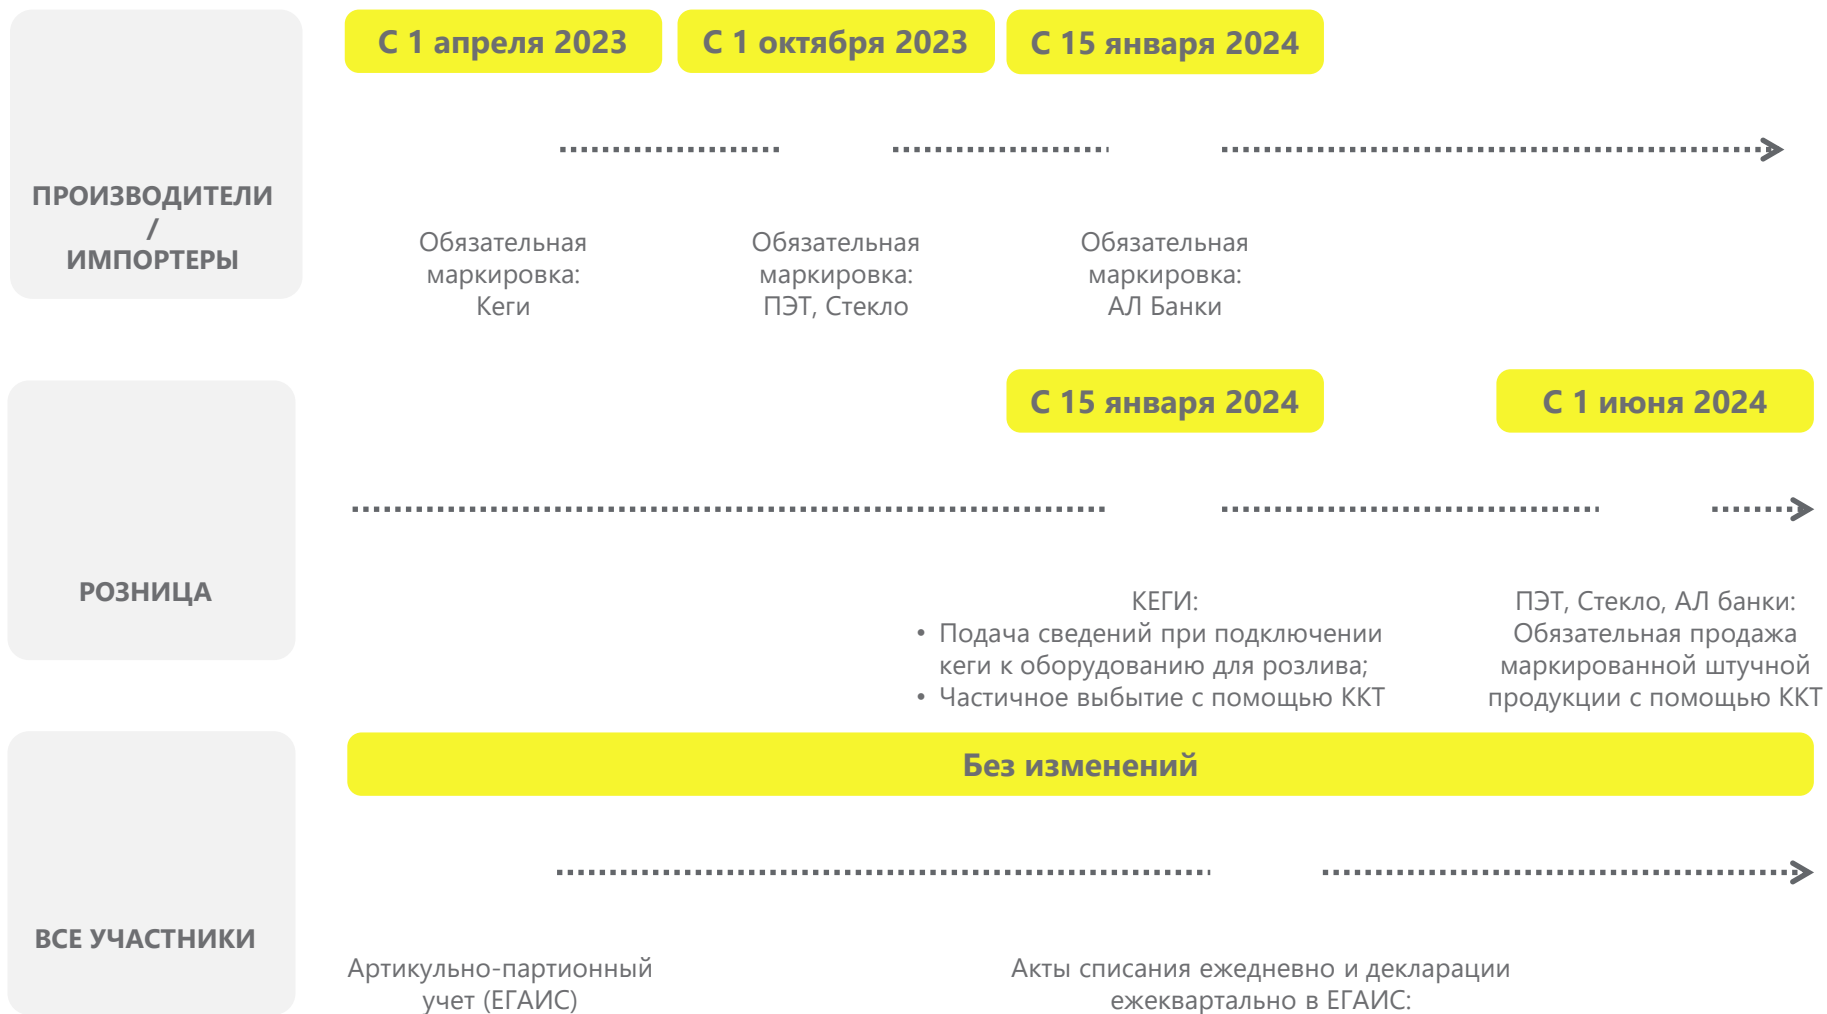 С 1 апреля 2023
С 1 октября 2023
С 15 января 2024
ПРОИЗВОДИТЕЛИ
/
ИМПОРТЕРЫ
Обязательная
маркировка:
Кеги
Обязательная
маркировка:
ПЭТ, Стекло
Обязательная
маркировка:
АЛ Банки
С 15 января 2024
С 1 июня 2024
РОЗНИЦА
КЕГИ:
• Подача сведений при подключении
кеги к оборудованию для розлива;
• Частичное выбытие с помощью ККТ
ПЭТ, Стекло, АЛ банки:
Обязательная продажа
маркированной штучной
продукции с помощью ККТ
Без изменений
ВСЕ УЧАСТНИКИ
Артикульно-партионный
учет (ЕГАИС)
Акты списания ежедневно и декларации
ежеквартально в ЕГАИС: